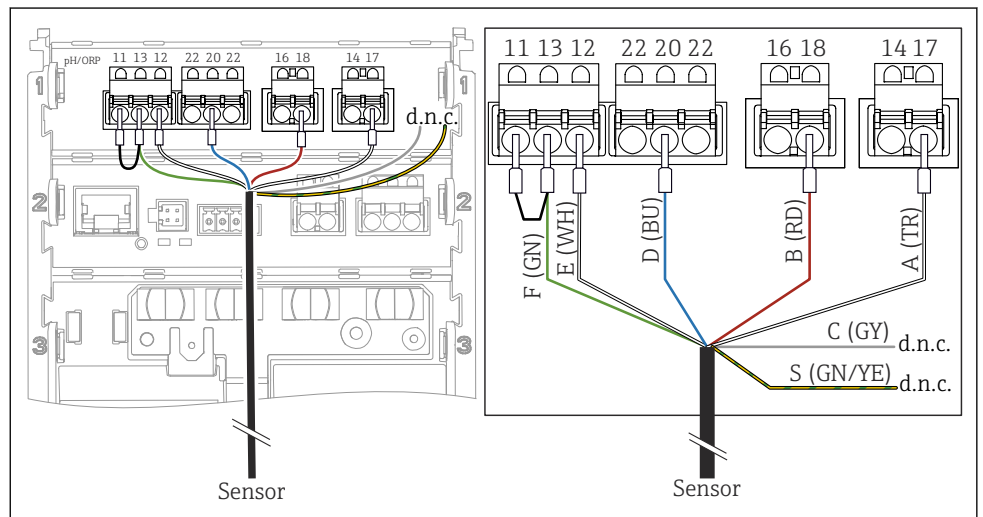 pH/ORP 11 13 12 22 20 22 16 18 14 17
1 1
d.n.c.
2 2
3 3
Sensor
11 13 12 22 20 22 16 18 14 17
F (GN)
E (WH)
D (BU)
B (RD)
A (TR)
C (GY) d.n.c.
S (GN/YE) d.n.c.
Sensor